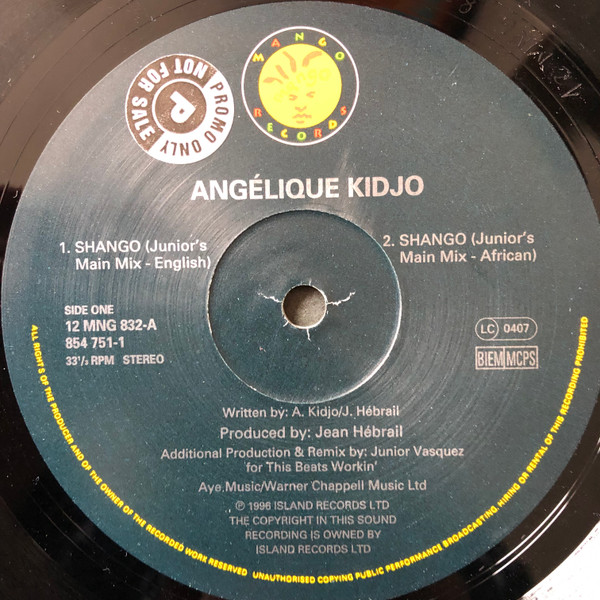 PROMO ONLY
NOT FOR SALE
P
MANGO
RECORDS
ANGÉLIQUE KIDJO
1. SHANGO (Junior's
Main Mix - English)
2. SHANGO (Junior's
Main Mix - African)
SIDE ONE
12 MNG 832-A
854 751-1
33⅓ RPM STEREO
LC 0407
BIEM MCPS
Written by: A. Kidjo/J. Hébrail
Produced by: Jean Hébrail
Additional Production & Remix by: Junior Vasquez
for This Beats Workin'
Aye Music/Warner Chappell Music Ltd
℗ 1996 ISLAND RECORDS LTD
THE COPYRIGHT IN THIS SOUND
RECORDING IS OWNED BY
ISLAND RECORDS LTD
ALL RIGHTS OF THE PRODUCER AND OF THE OWNER OF THE RECORDED WORK RESERVED UNAUTHORISED COPYING PUBLIC PERFORMANCE BROADCASTING, HIRING OR RENTAL OF THIS RECORDING PROHIBITED